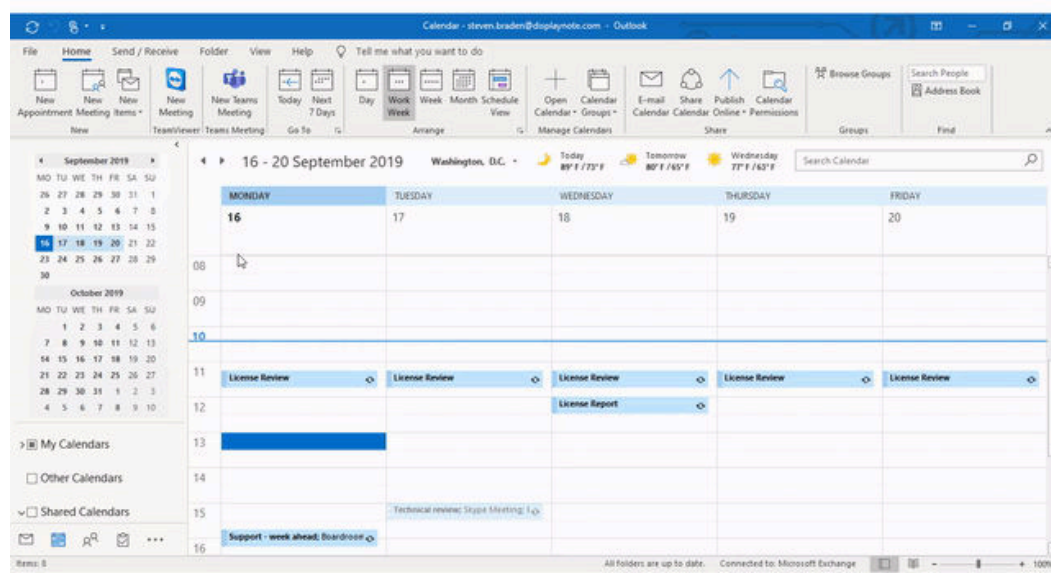 Calendar - steven.braden@displaynote.com - Outlook
File Home Send / Receive Folder View Help Tell me what you want to do
New Appointment
New Meeting
New Items
New Meeting
New Teams Meeting
Today
Next 7 Days
Day
Work Week
Week
Month
Schedule View
Open Calendar
Calendar Groups
E-mail Calendar
Share Calendar
Publish Online
Calendar Permissions
Browse Groups
Search People
Address Book
New TeamViewer Teams Meeting Go To Arrange Manage Calendars Share Groups Find
September 2019
MO TU WE TH FR SA SU
26 27 28 29 30 31 1
2 3 4 5 6 7 8
9 10 11 12 13 14 15
16 17 18 19 20 21 22
23 24 25 26 27 28 29
30
October 2019
MO TU WE TH FR SA SU
1 2 3 4 5 6
7 8 9 10 11 12 13
14 15 16 17 18 19 20
21 22 23 24 25 26 27
28 29 30 31 1 2 3
4 5 6 7 8 9 10
My Calendars
Other Calendars
Shared Calendars
16 - 20 September 2019 Washington, D.C.
Today 89°F/73°F
Tomorrow 80°F/65°F
Wednesday 77°F/63°F
Search Calendar
MONDAY TUESDAY WEDNESDAY THURSDAY FRIDAY
16 17 18 19 20
08
09
10
11 License Review License Review License Review License Review License Review
12 License Report
13
14
15 Technical review; Skype Meeting;
Support - week ahead; Boardroom
16
Items: 8 All folders are up to date. Connected to: Microsoft Exchange 100%